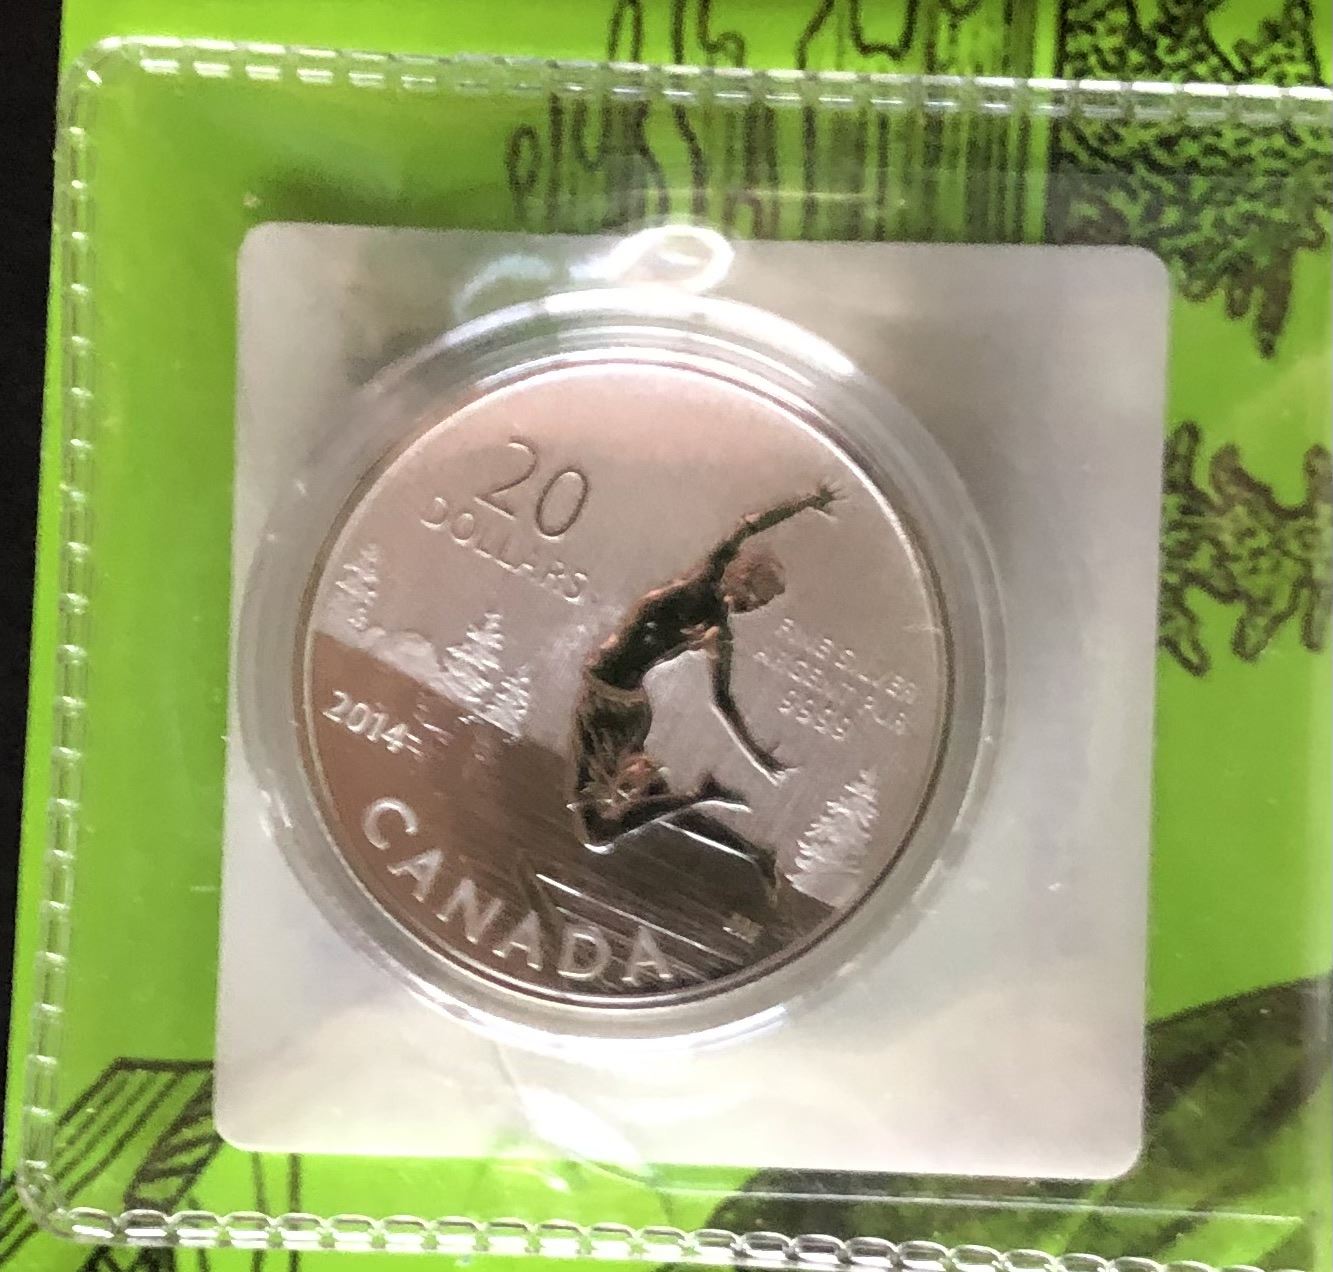 20
DOLLARS
FINE SILVER
ARGENT PUR
9999
2014
CANADA